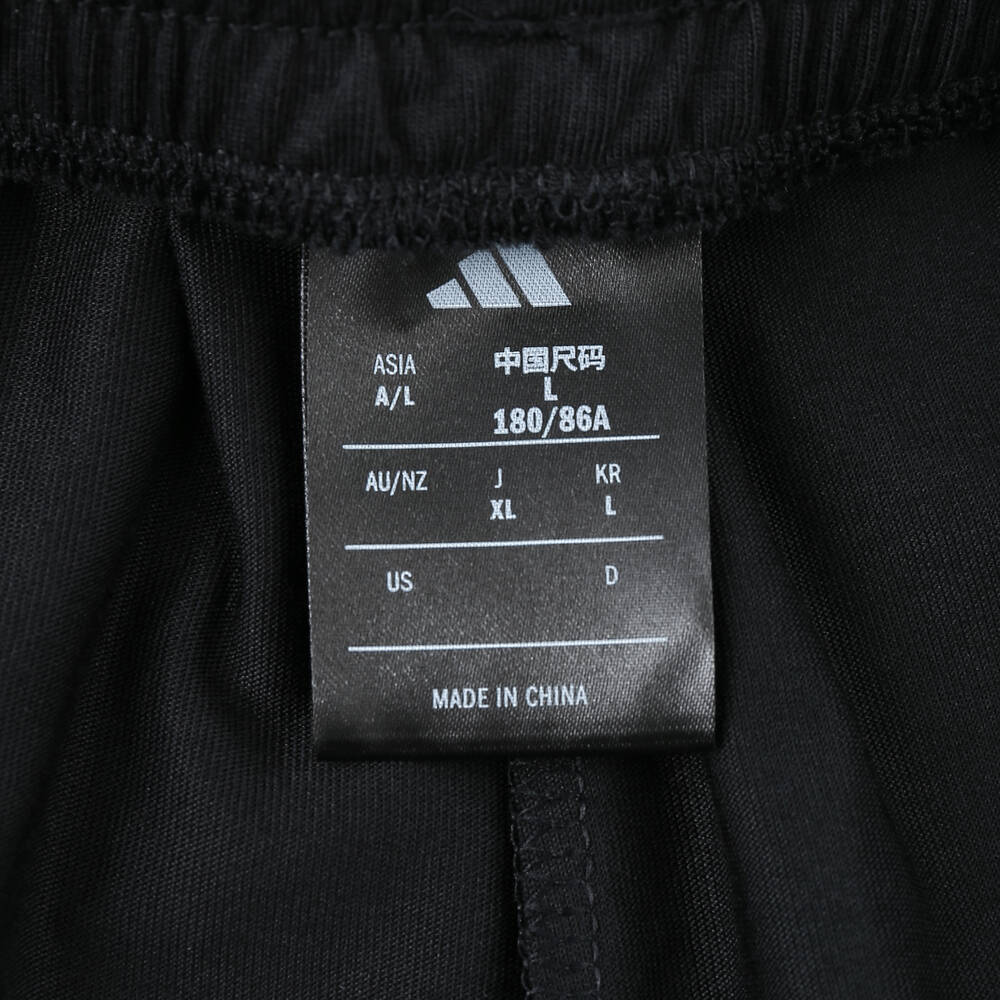 ASIA 中国尺码
A/L L
180/86A
AU/NZ J KR
XL L
US D
MADE IN CHINA